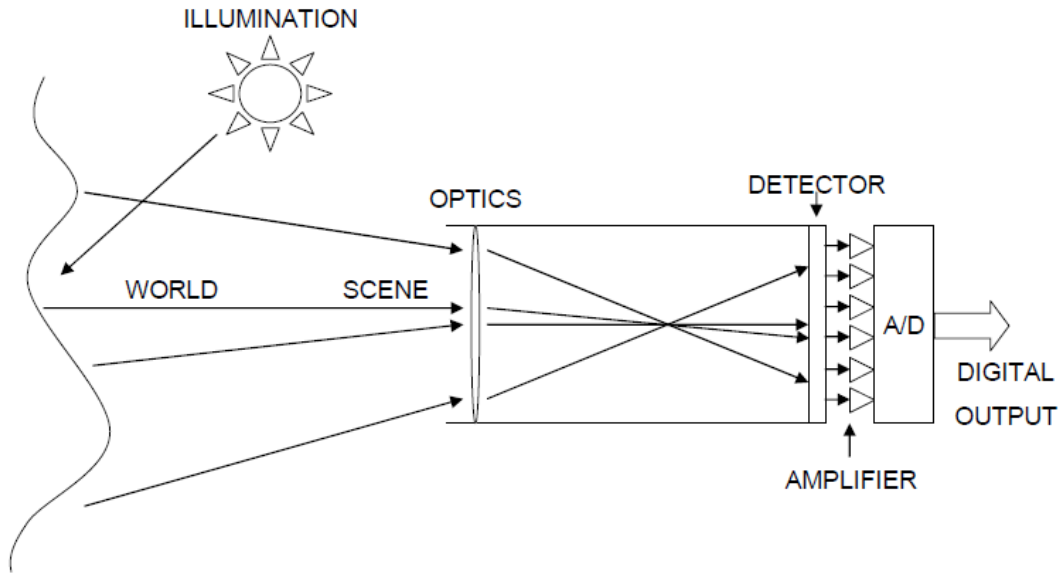 ILLUMINATION
OPTICS
DETECTOR
WORLD
SCENE
A/D
DIGITAL
OUTPUT
AMPLIFIER